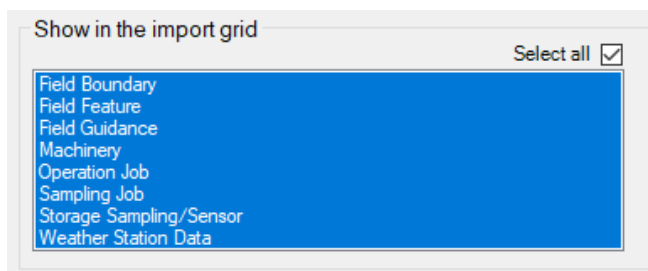 Show in the import grid
Select all
Field Boundary
Field Feature
Field Guidance
Machinery
Operation Job
Sampling Job
Storage Sampling/Sensor
Weather Station Data